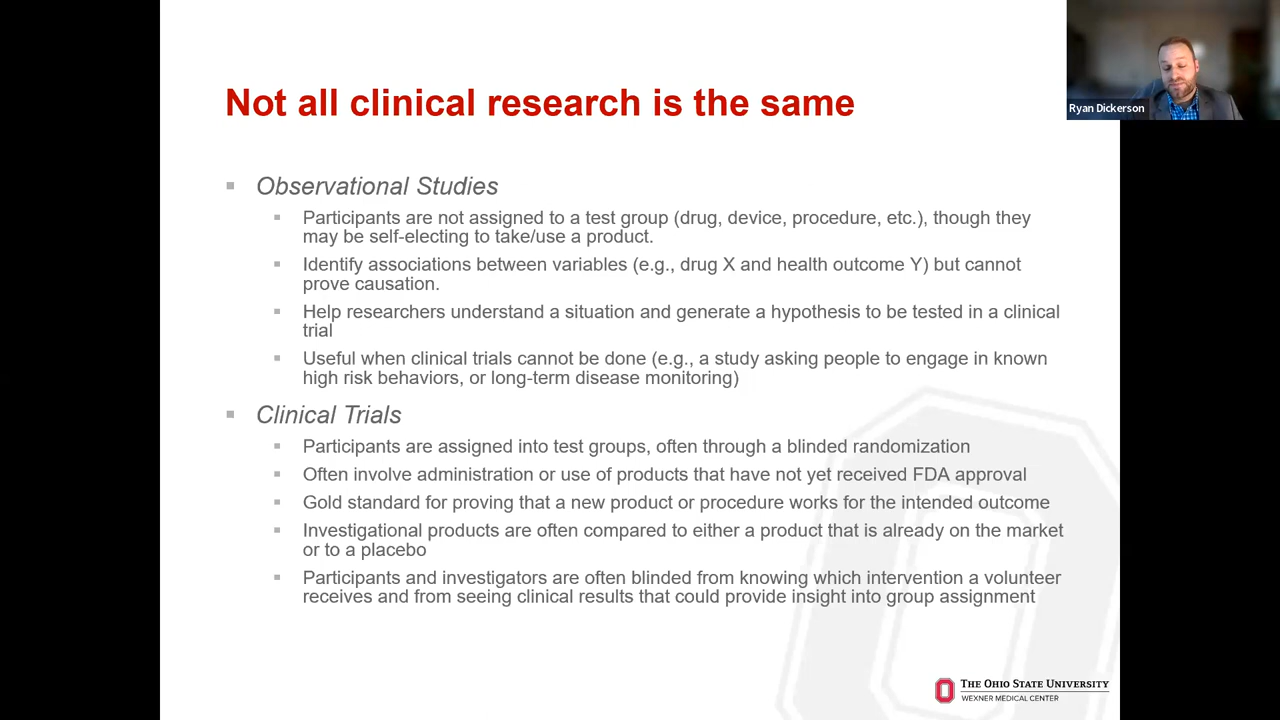 Not all clinical research is the same
Ryan Dickerson
Observational Studies
Participants are not assigned to a test group (drug, device, procedure, etc.), though they
may be self-electing to take/use a product.
Identify associations between variables (e.g., drug X and health outcome Y) but cannot
prove causation.
Help researchers understand a situation and generate a hypothesis to be tested in a clinical
trial
Useful when clinical trials cannot be done (e.g., a study asking people to engage in known
high risk behaviors, or long-term disease monitoring)
Clinical Trials
Participants are assigned into test groups, often through a blinded randomization
Often involve administration or use of products that have not yet received FDA approval
Gold standard for proving that a new product or procedure works for the intended outcome
Investigational products are often compared to either a product that is already on the market
or to a placebo
Participants and investigators are often blinded from knowing which intervention a volunteer
receives and from seeing clinical results that could provide insight into group assignment
THE OHIO STATE UNIVERSITY
WEXNER MEDICAL CENTER